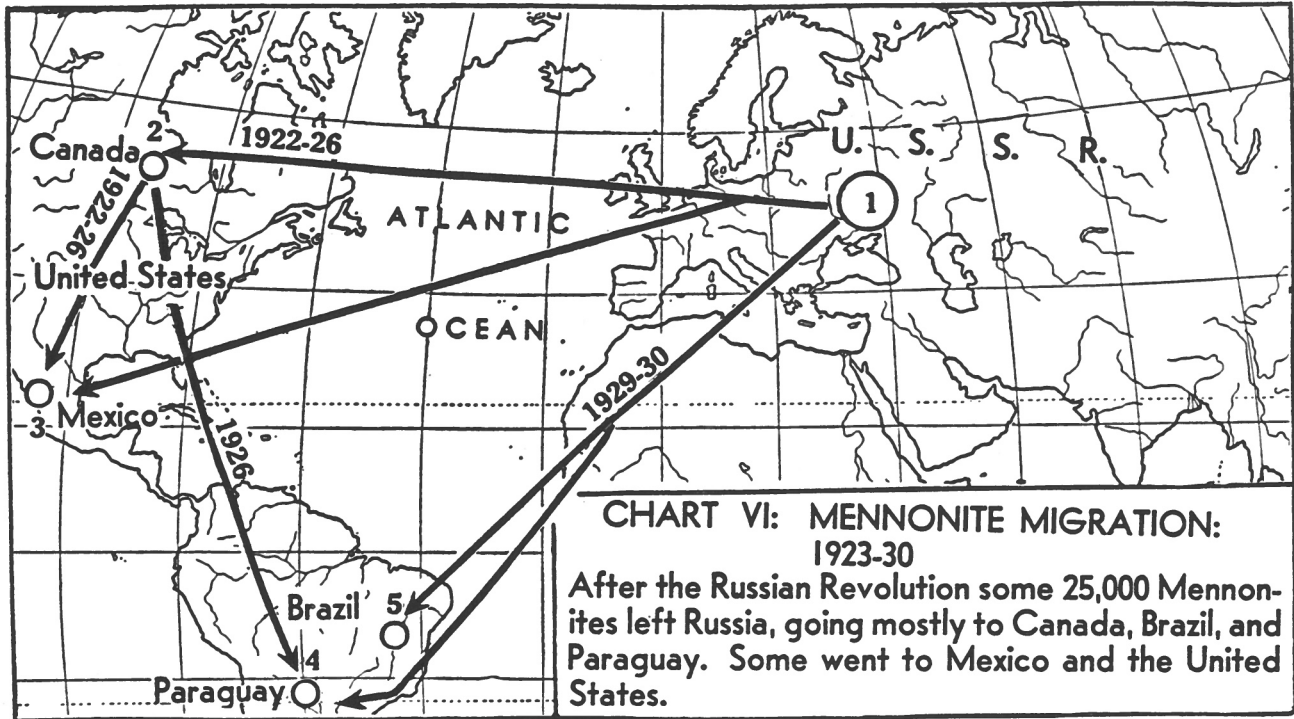 2
Canada
1922-26
1922-26
U. S. S. R.
1
ATLANTIC
OCEAN
United States
1929-30
Mexico
3
1926
Brazil
5
4
Paraguay
CHART VI: MENNONITE MIGRATION:
1923-30
After the Russian Revolution some 25,000 Mennon-
ites left Russia, going mostly to Canada, Brazil, and
Paraguay. Some went to Mexico and the United
States.